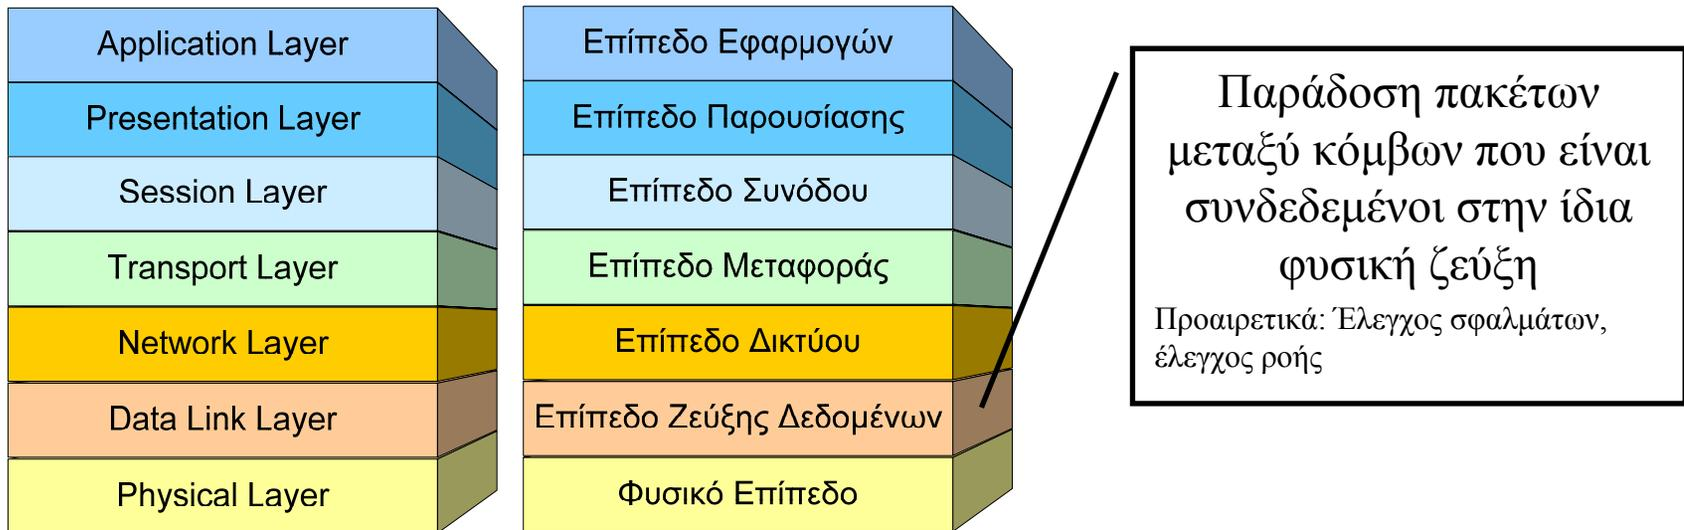 Application Layer
Presentation Layer
Session Layer
Transport Layer
Network Layer
Data Link Layer
Physical Layer
Επίπεδο Εφαρμογών
Επίπεδο Παρουσίασης
Επίπεδο Συνόδου
Επίπεδο Μεταφοράς
Επίπεδο Δικτύου
Επίπεδο Ζεύξης Δεδομένων
Φυσικό Επίπεδο
Παράδοση πακέτων
μεταξύ κόμβων που είναι
συνδεδεμένοι στην ίδια
φυσική ζεύξη
Προαιρετικά: Έλεγχος σφαλμάτων,
έλεγχος ροής